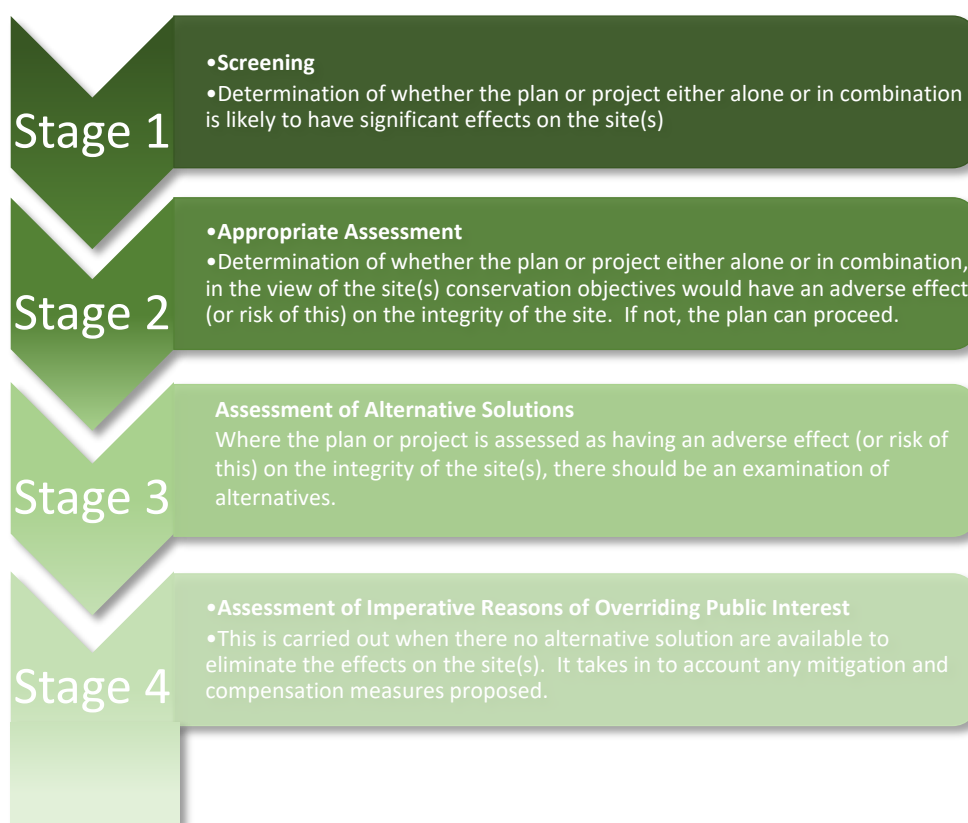 Stage 1
•Screening
•Determination of whether the plan or project either alone or in combination
is likely to have significant effects on the site(s)
Stage 2
•Appropriate Assessment
•Determination of whether the plan or project either alone or in combination,
in the view of the site(s) conservation objectives would have an adverse effect
(or risk of this) on the integrity of the site.  If not, the plan can proceed.
Stage 3
Assessment of Alternative Solutions
Where the plan or project is assessed as having an adverse effect (or risk of
this) on the integrity of the site(s), there should be an examination of
alternatives.
Stage 4
•Assessment of Imperative Reasons of Overriding Public Interest
•This is carried out when there no alternative solution are available to
eliminate the effects on the site(s).  It takes in to account any mitigation and
compensation measures proposed.